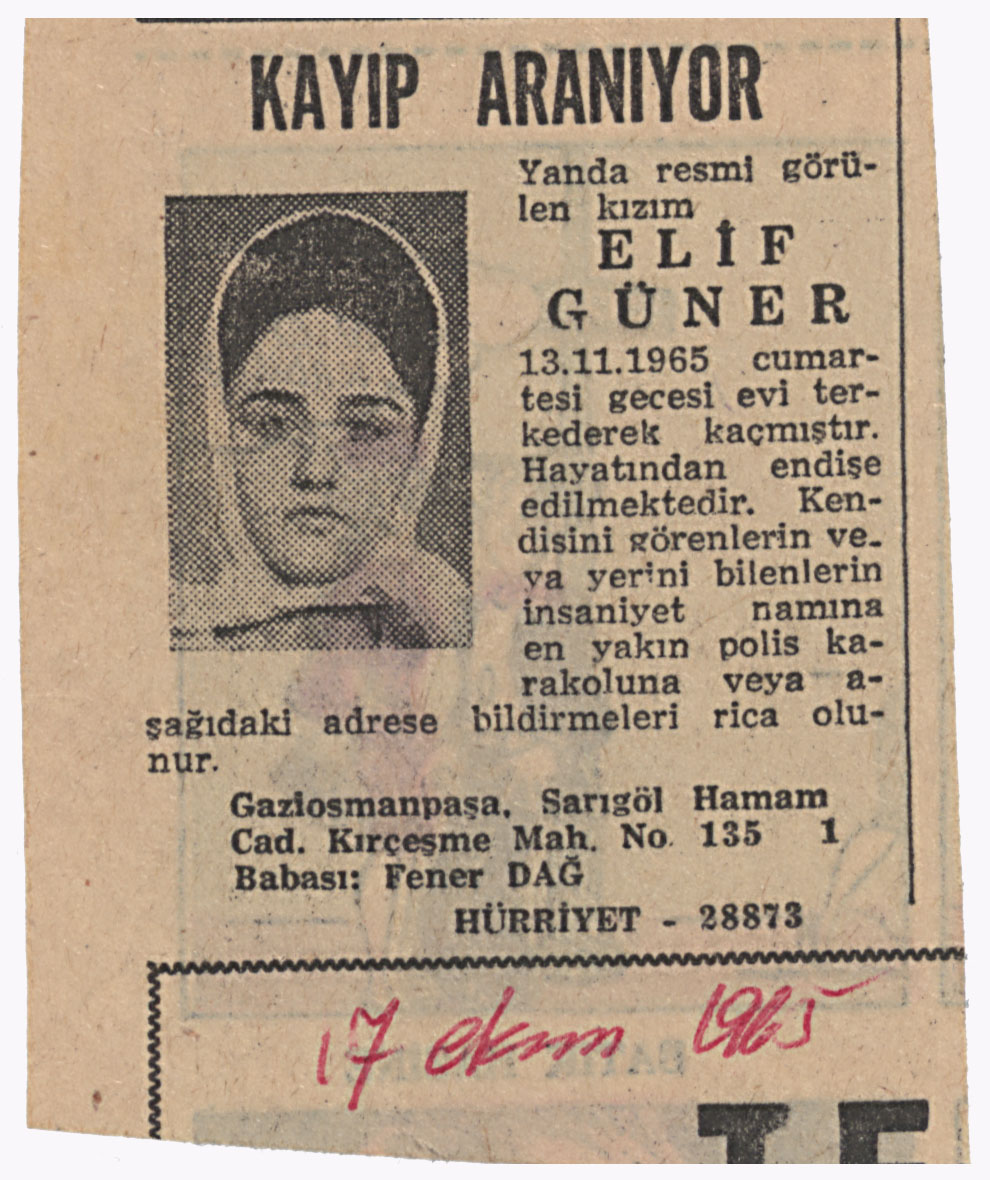 KAYIP ARANIYOR
Yanda resmi görü-
len kızım
ELİF
GÜNER
13.11.1965 cumar-
tesi gecesi evi ter-
kederek kaçmıştır.
Hayatından endişe
edilmektedir. Ken-
disini görenlerin ve-
ya yerini bilenlerin
insaniyet namına
en yakın polis ka-
rakoluna veya a-
şağıdaki adrese bildirmeleri rica olu-
nur.
Gaziosmanpaşa, Sarıgöl Hamam
Cad. Kırçeşme Mah. No. 135 1
Babası: Fener DAĞ
HÜRRİYET - 28873
17 ekim 1965
TE